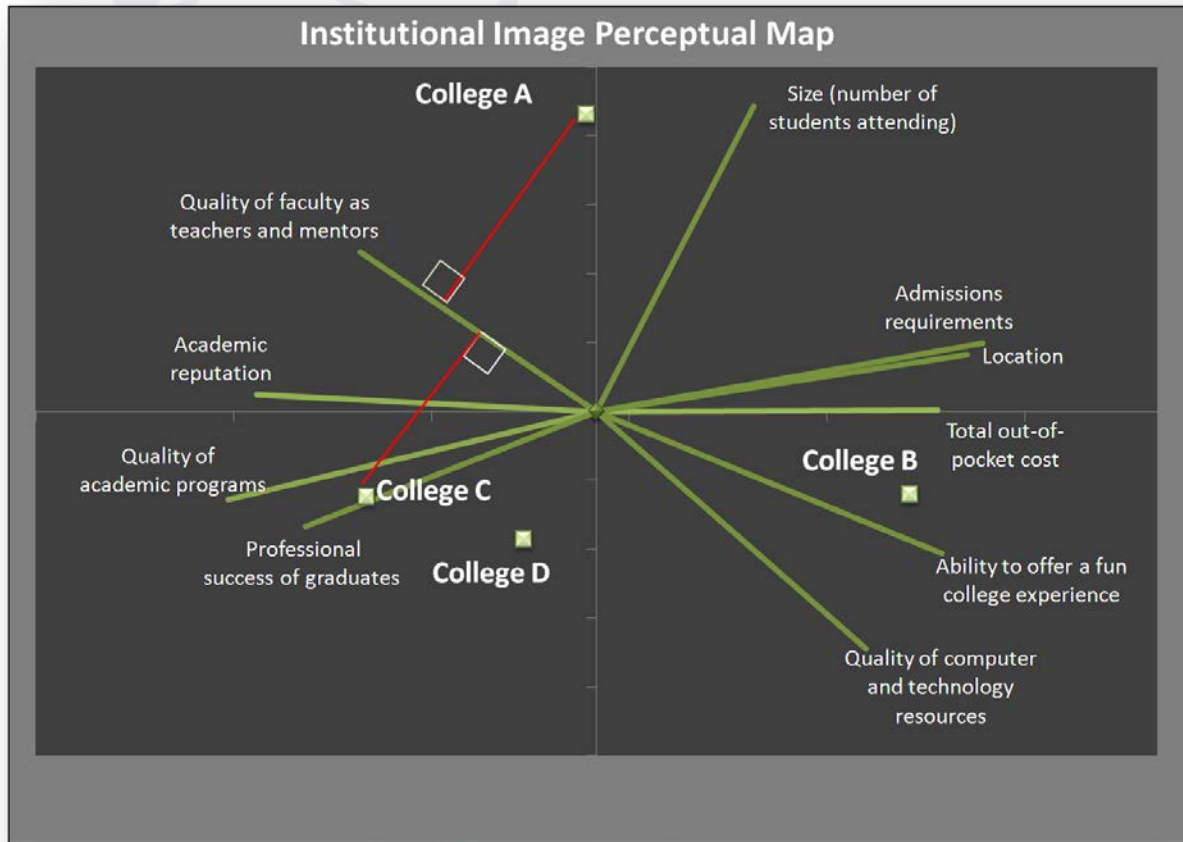 Institutional Image Perceptual Map
College A
Size (number of
students attending)
Quality of faculty as
teachers and mentors
Admissions
requirements
Location
Academic
reputation
Total out-of-
pocket cost
College B
Quality of
academic programs
College C
Professional
success of graduates
College D
Ability to offer a fun
college experience
Quality of computer
and technology
resources